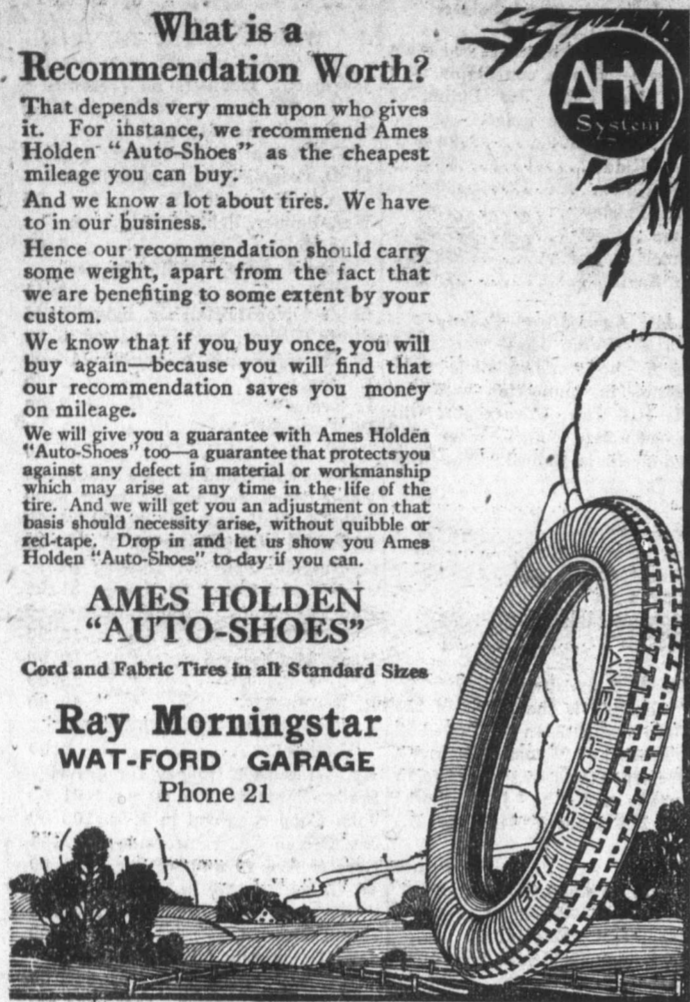 What is a
Recommendation Worth?
That depends very much upon who gives
it. For instance, we recommend Ames
Holden "Auto-Shoes" as the cheapest
mileage you can buy.
And we know a lot about tires. We have
to in our business.
Hence our recommendation should carry
some weight, apart from the fact that
we are benefiting to some extent by your
custom.
We know that if you buy once, you will
buy again—because you will find that
our recommendation saves you money
on mileage.
We will give you a guarantee with Ames Holden
"Auto-Shoes" too—a guarantee that protects you
against any defect in material or workmanship
which may arise at any time in the life of the
tire. And we will get you an adjustment on that
basis should necessity arise, without quibble or
red-tape. Drop in and let us show you Ames
Holden "Auto-Shoes" to-day if you can.
AMES HOLDEN
"AUTO-SHOES"
Cord and Fabric Tires in all Standard Sizes
Ray Morningstar
WAT-FORD GARAGE
Phone 21
AHM
System
AMES HOLDEN TIRE